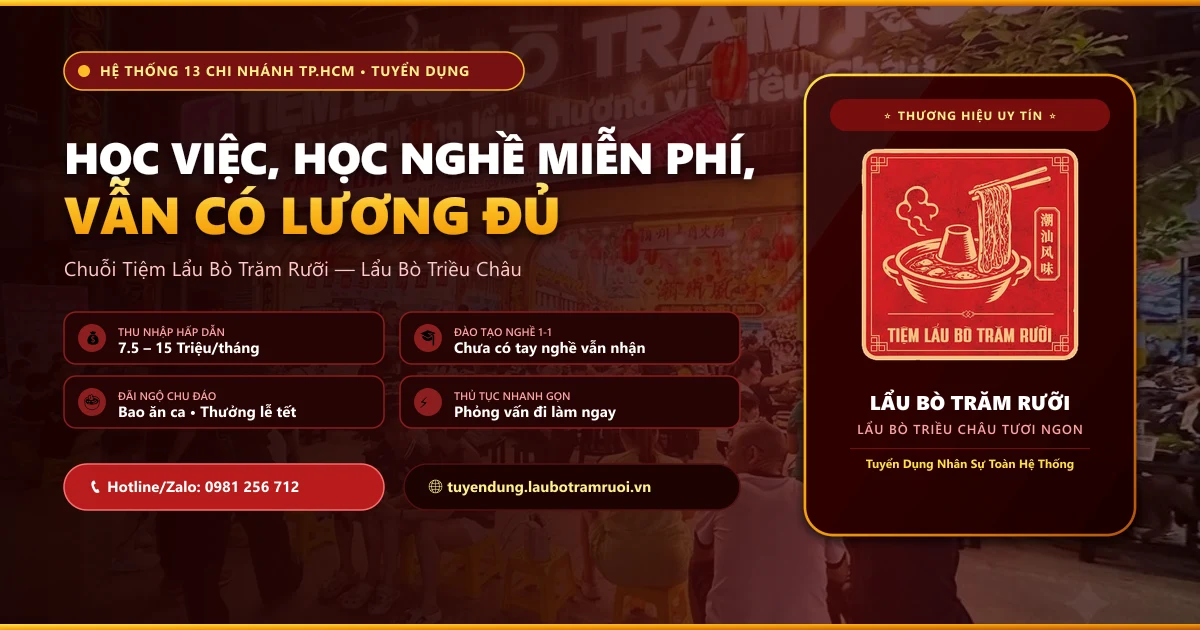 HỆ THỐNG 13 CHI NHÁNH TP.HCM • TUYỂN DỤNG
HỌC VIỆC, HỌC NGHỀ MIỄN PHÍ,
VẪN CÓ LƯƠNG ĐỦ
Chuỗi Tiệm Lẩu Bò Trăm Rưỡi — Lẩu Bò Triều Châu
THU NHẬP HẤP DẪN
7.5 – 15 Triệu/tháng
ĐÀO TẠO NGHỀ 1-1
Chưa có tay nghề vẫn nhận
ĐÃI NGỘ CHU ĐÁO
Bao ăn ca • Thưởng lễ tết
THỦ TỤC NHANH GỌN
Phỏng vấn đi làm ngay
Hotline/Zalo: 0981 256 712
tuyendung.laubotramruoi.vn
⭐ THƯƠNG HIỆU UY TÍN ⭐
潮汕风味
TIỆM LẨU BÒ TRĂM RƯỠI
LẨU BÒ TRĂM RƯỠI
LẨU BÒ TRIỀU CHÂU TƯƠI NGON
Tuyển Dụng Nhân Sự Toàn Hệ Thống